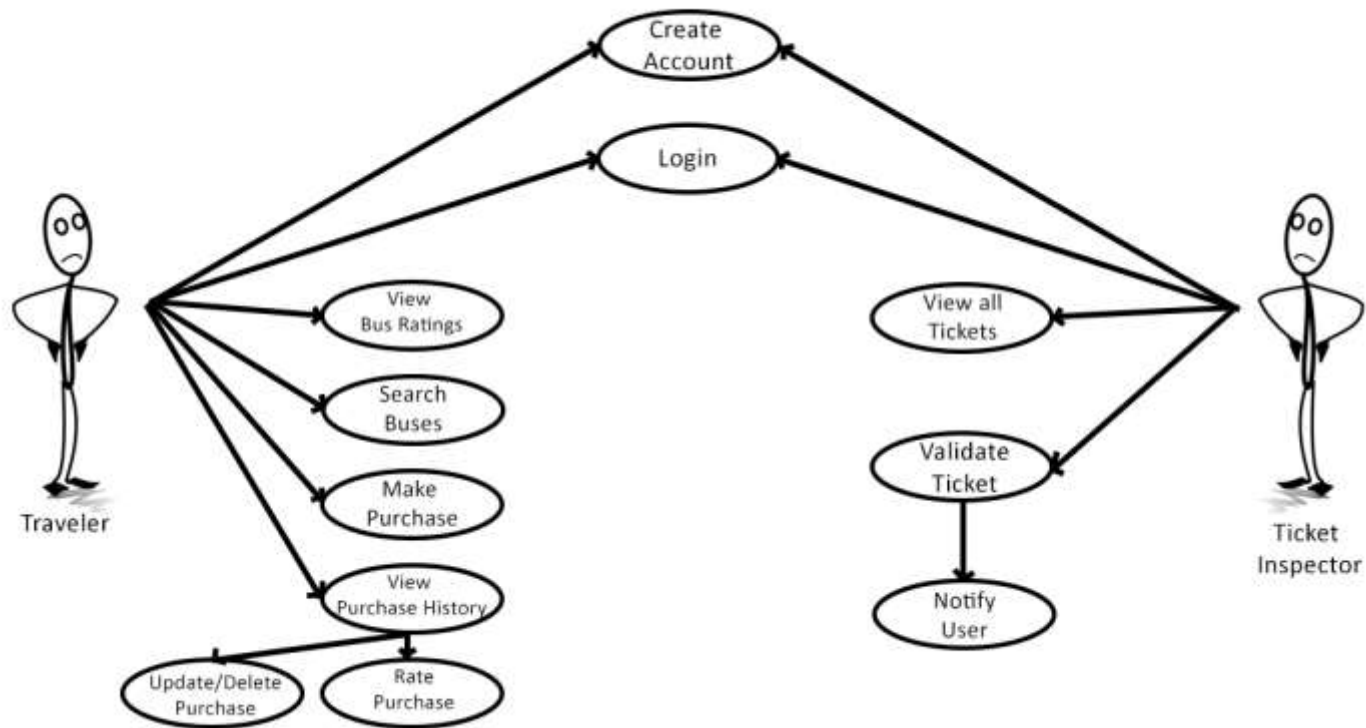 Create
Account
Login
View
Bus Ratings
View all
Tickets
Search
Buses
Validate
Ticket
Make
Purchase
Traveler
Ticket
Inspector
View
Purchase History
Notify
User
Update/Delete
Purchase
Rate
Purchase